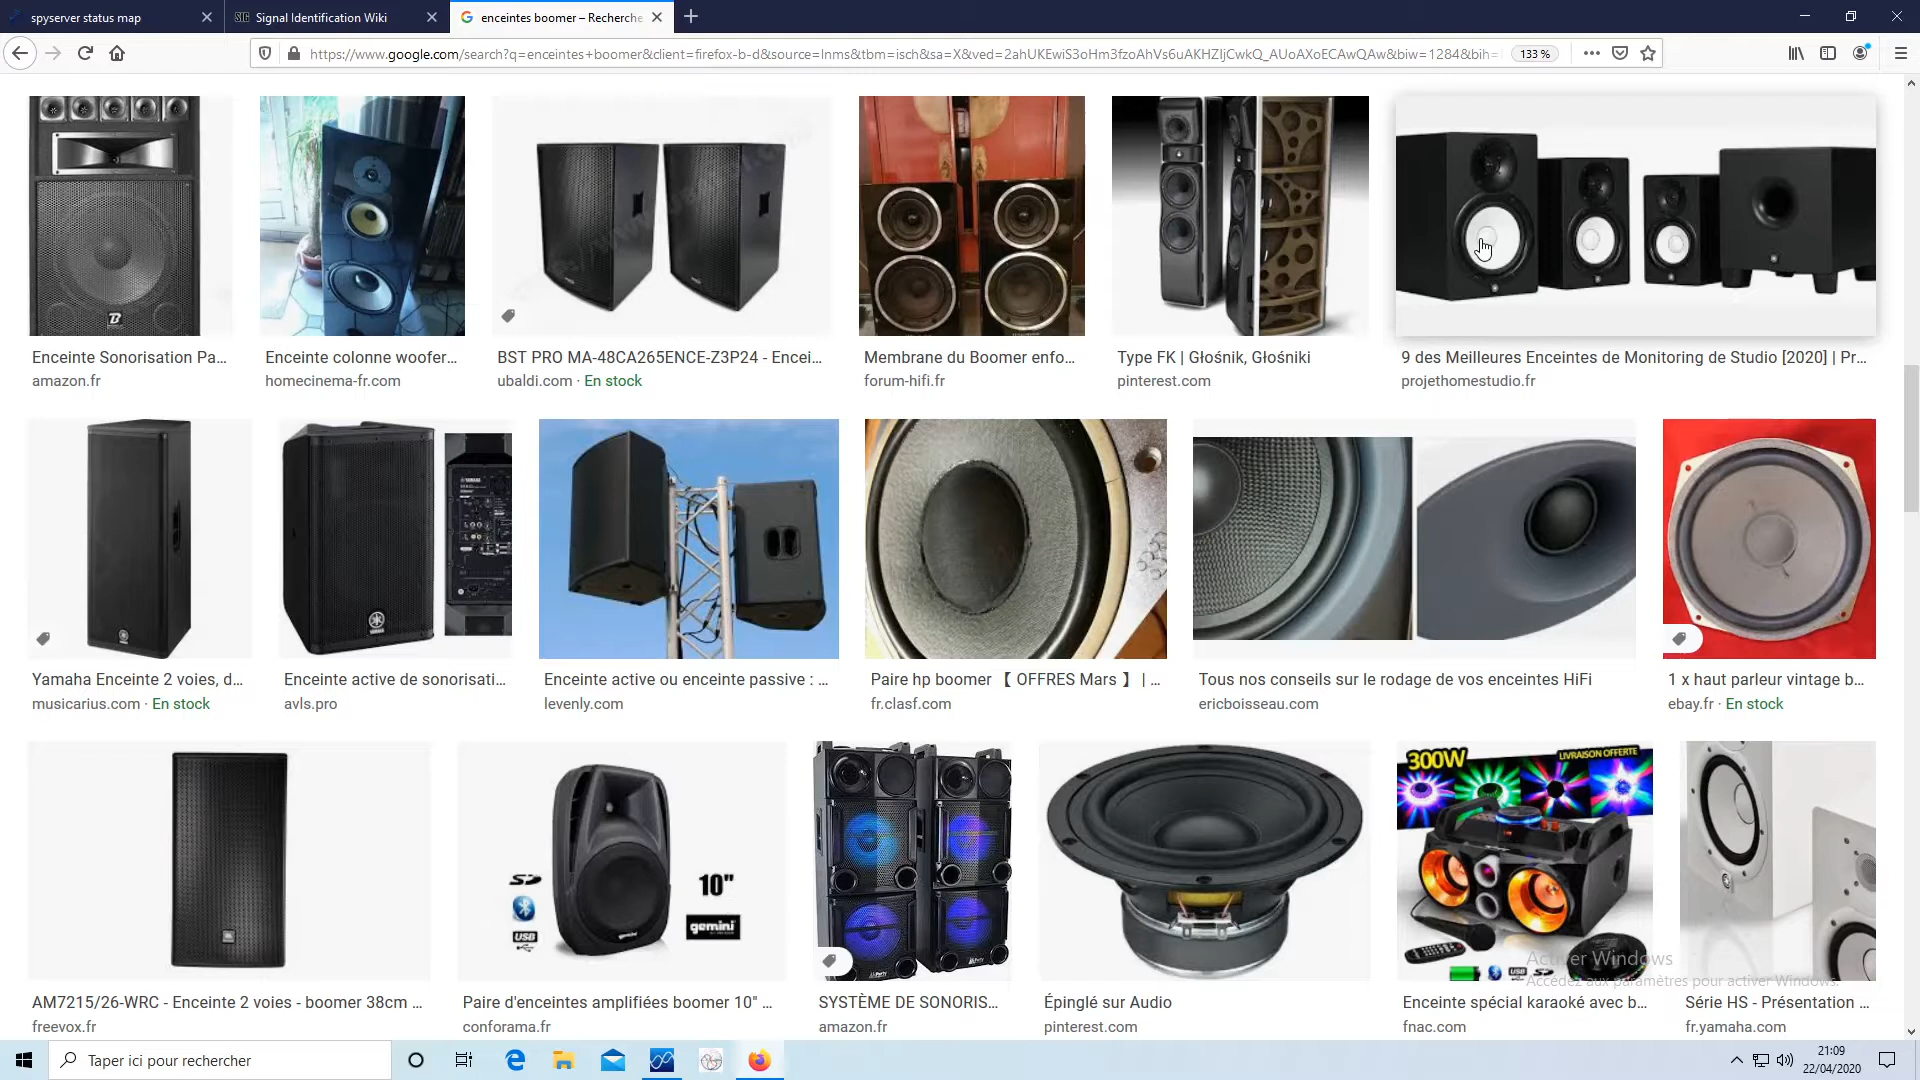 spyserver status map
Signal Identification Wiki
enceintes boomer – Recherche
https://www.google.com/search?q=enceintes+boomer&client=firefox-b-d&source=lnms&tbm=isch&sa=X&ved=2ahUKEwiS3oHm3fzoAhVs6uAKHZIjCwkQ_AUoAXoECAwQAw&biw=1284&bih=
133 %
Enceinte Sonorisation Pa...
amazon.fr
Enceinte colonne woofer...
homecinema-fr.com
BST PRO MA-48CA265ENCE-Z3P24 - Encei...
ubaldi.com · En stock
Membrane du Boomer enfo...
forum-hifi.fr
Type FK | Głośnik, Głośniki
pinterest.com
9 des Meilleures Enceintes de Monitoring de Studio [2020] | Pr...
projethomestudio.fr
YAMAHA
YAMAHA
Yamaha Enceinte 2 voies, d...
musicarius.com · En stock
Enceinte active de sonorisati...
avls.pro
Enceinte active ou enceinte passive : ...
levenly.com
Paire hp boomer 【 OFFRES Mars 】 | ...
fr.clasf.com
Tous nos conseils sur le rodage de vos enceintes HiFi
ericboisseau.com
1 x haut parleur vintage b...
ebay.fr · En stock
10"
USB
gemini
gemini
Party
300W
LIVRAISON OFFERTE
USB
AM7215/26-WRC - Enceinte 2 voies - boomer 38cm ...
freevox.fr
Paire d'enceintes amplifiées boomer 10" ...
conforama.fr
SYSTÈME DE SONORIS...
amazon.fr
Épinglé sur Audio
pinterest.com
Enceinte spécial karaoké avec b...
fnac.com
Série HS - Présentation ...
fr.yamaha.com
Activer Windows
Accédez aux paramètres pour activer Windows.
Taper ici pour rechercher
21:09
22/04/2020